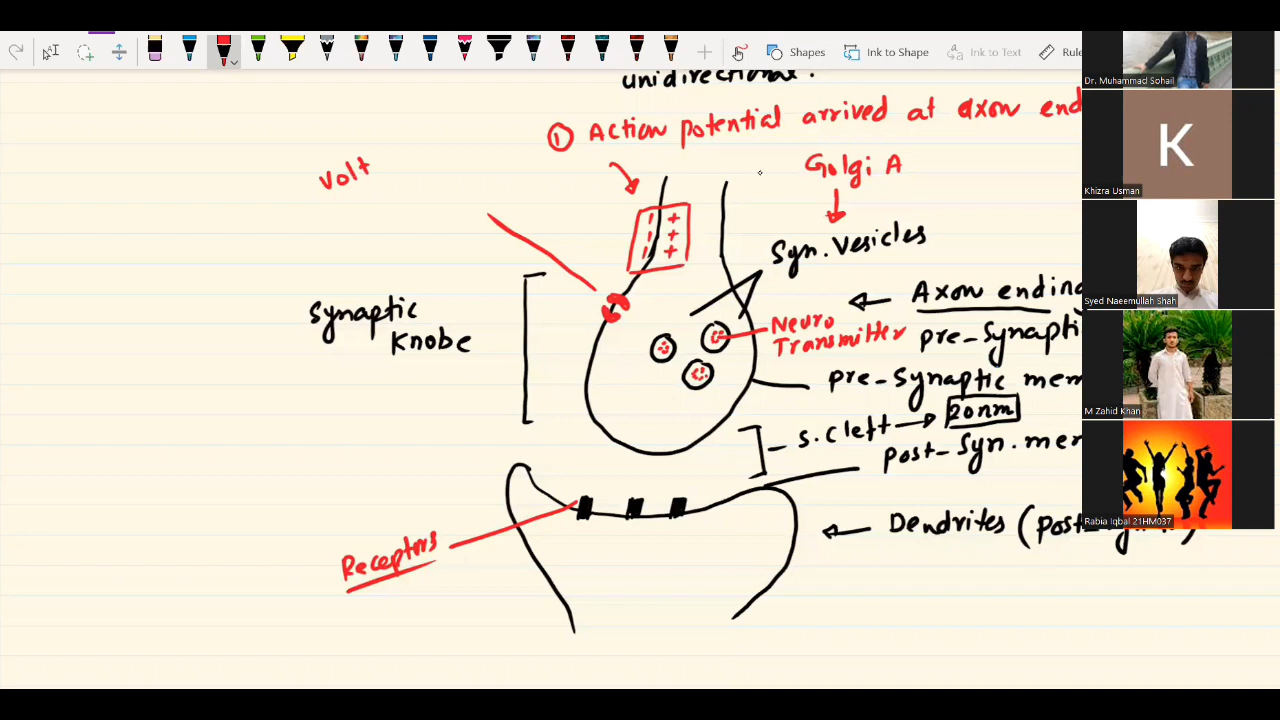 Shapes
Ink to Shape
Ink to Text
Rule
unidirectional.
① Action potential arrived at axon end
Volt
Golgi A
Syn. Vesicles
Axon ending
Synaptic
Knobe
Neuro
Transmitter
pre-Synaptic
pre-Synaptic mem
S. Cleft → 20nm
post-Syn. mem
Receptors
Dendrites (post-
Dr. Muhammad Sohail
K
Khizra Usman
Syed Naeemullah Shah
M Zahid Khan
Rabia Iqbal 21HM037